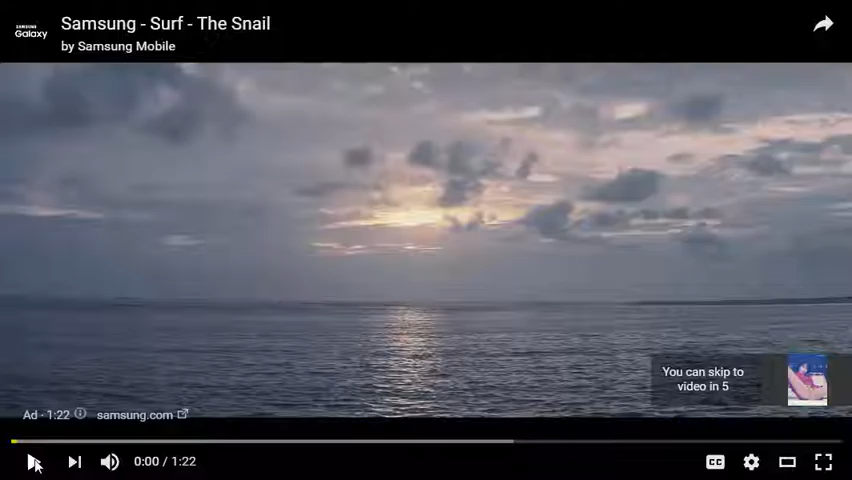 SAMSUNG
Galaxy
Samsung - Surf - The Snail
by Samsung Mobile
You can skip to
video in 5
Ad · 1:22
samsung.com
0:00 / 1:22
CC